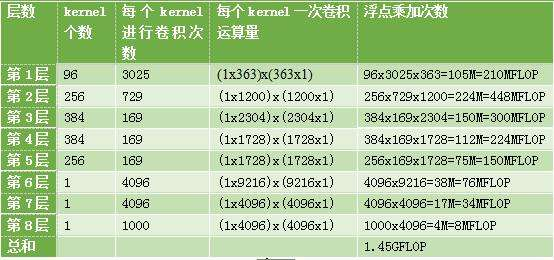 层数 kernel 个数 每个 kernel 进行卷积次数 每个kernel一次卷积运算量 浮点乘加次数
第1层 96 3025 (1x363)x(363x1) 96x3025x363=105M=210MFLOP
第2层 256 729 (1x1200)x(1200x1) 256x729x1200=224M=448MFLOP
第3层 384 169 (1x2304)x(2304x1) 384x169x2304=150M=300MFLOP
第4层 384 169 (1x1728)x(1728x1) 384x169x1728=112M=224MFLOP
第5层 256 169 (1x1728)x(1728x1) 256x169x1728=75M=150MFLOP
第6层 1 4096 (1x9216)x(9216x1) 4096x9216=38M=76MFLOP
第7层 1 4096 (1x4096)x(4096x1) 4096x4096=17M=34MFLOP
第8层 1 1000 (1x4096)x(4096x1) 1000x4096=4M=8MFLOP
总和 1.45GFLOP